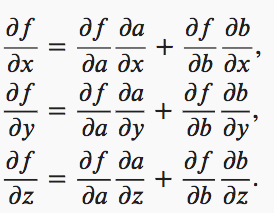 ∂f/∂x = ∂f/∂a ∂a/∂x + ∂f/∂b ∂b/∂x,
∂f/∂y = ∂f/∂a ∂a/∂y + ∂f/∂b ∂b/∂y,
∂f/∂z = ∂f/∂a ∂a/∂z + ∂f/∂b ∂b/∂z.